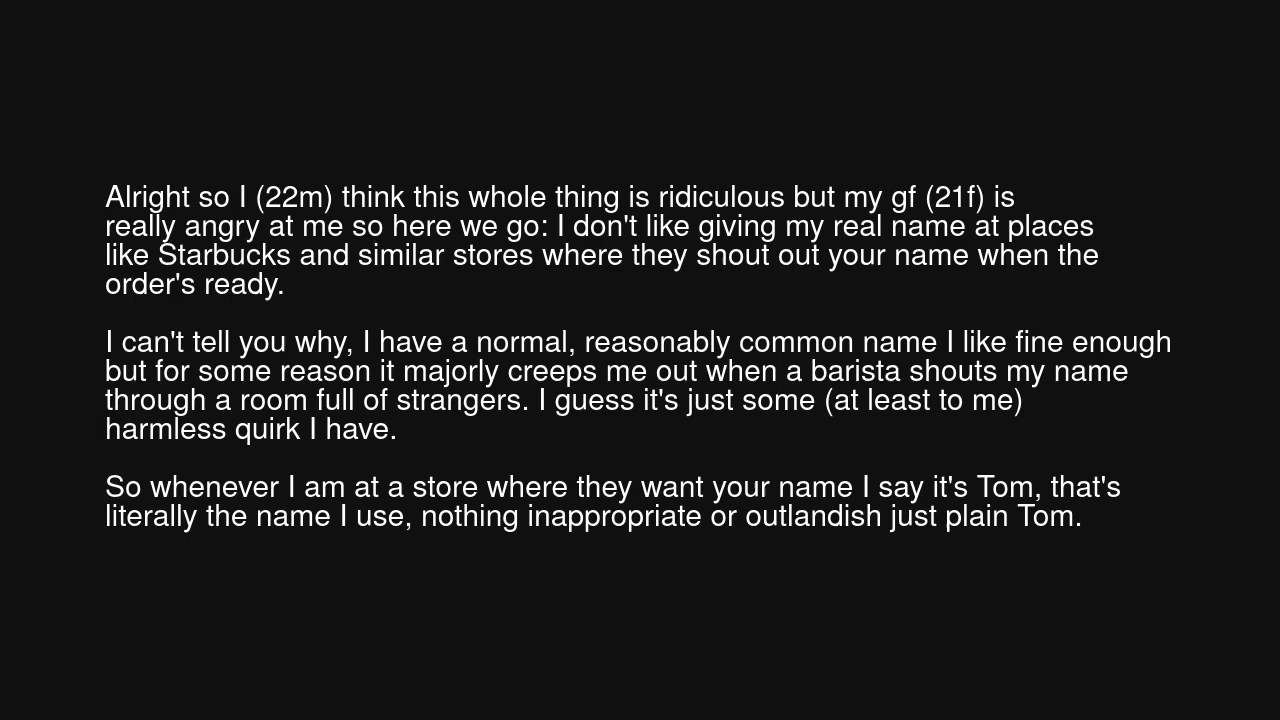 Alright so I (22m) think this whole thing is ridiculous but my gf (21f) is
really angry at me so here we go: I don't like giving my real name at places
like Starbucks and similar stores where they shout out your name when the
order's ready.

I can't tell you why, I have a normal, reasonably common name I like fine enough
but for some reason it majorly creeps me out when a barista shouts my name
through a room full of strangers. I guess it's just some (at least to me)
harmless quirk I have.

So whenever I am at a store where they want your name I say it's Tom, that's
literally the name I use, nothing inappropriate or outlandish just plain Tom.